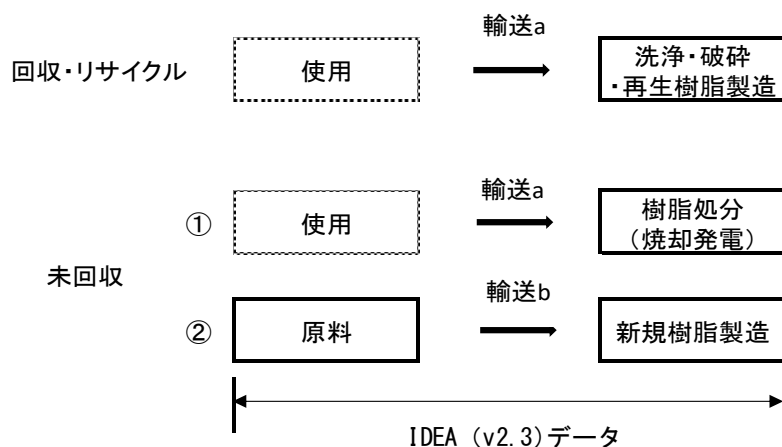 輸送a
回収・リサイクル
使用
洗浄・破砕
・再生樹脂製造
輸送a
①
使用
樹脂処分
(焼却発電)
未回収
輸送b
②
原料
新規樹脂製造
IDEA (v2.3)データ